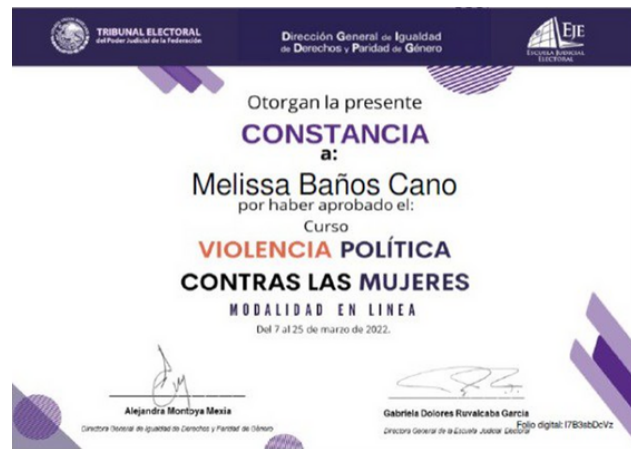 TRIBUNAL ELECTORAL
del Poder Judicial de la Federación
Dirección General de Igualdad
de Derechos y Paridad de Género
EJE
ESCUELA JUDICIAL
ELECTORAL
Otorgan la presente
CONSTANCIA
a:
Melissa Baños Cano
por haber aprobado el:
Curso
VIOLENCIA POLÍTICA
CONTRAS LAS MUJERES
MODALIDAD EN LINEA
Del 7 al 25 de marzo de 2022.
Alejandra Montoya Mexia
Directora General de Igualdad de Derechos y Paridad de Género
Gabriela Dolores Ruvalcaba García
Directora General de la Escuela Judicial Electoral
Folio digital: I7B3sbDcVz